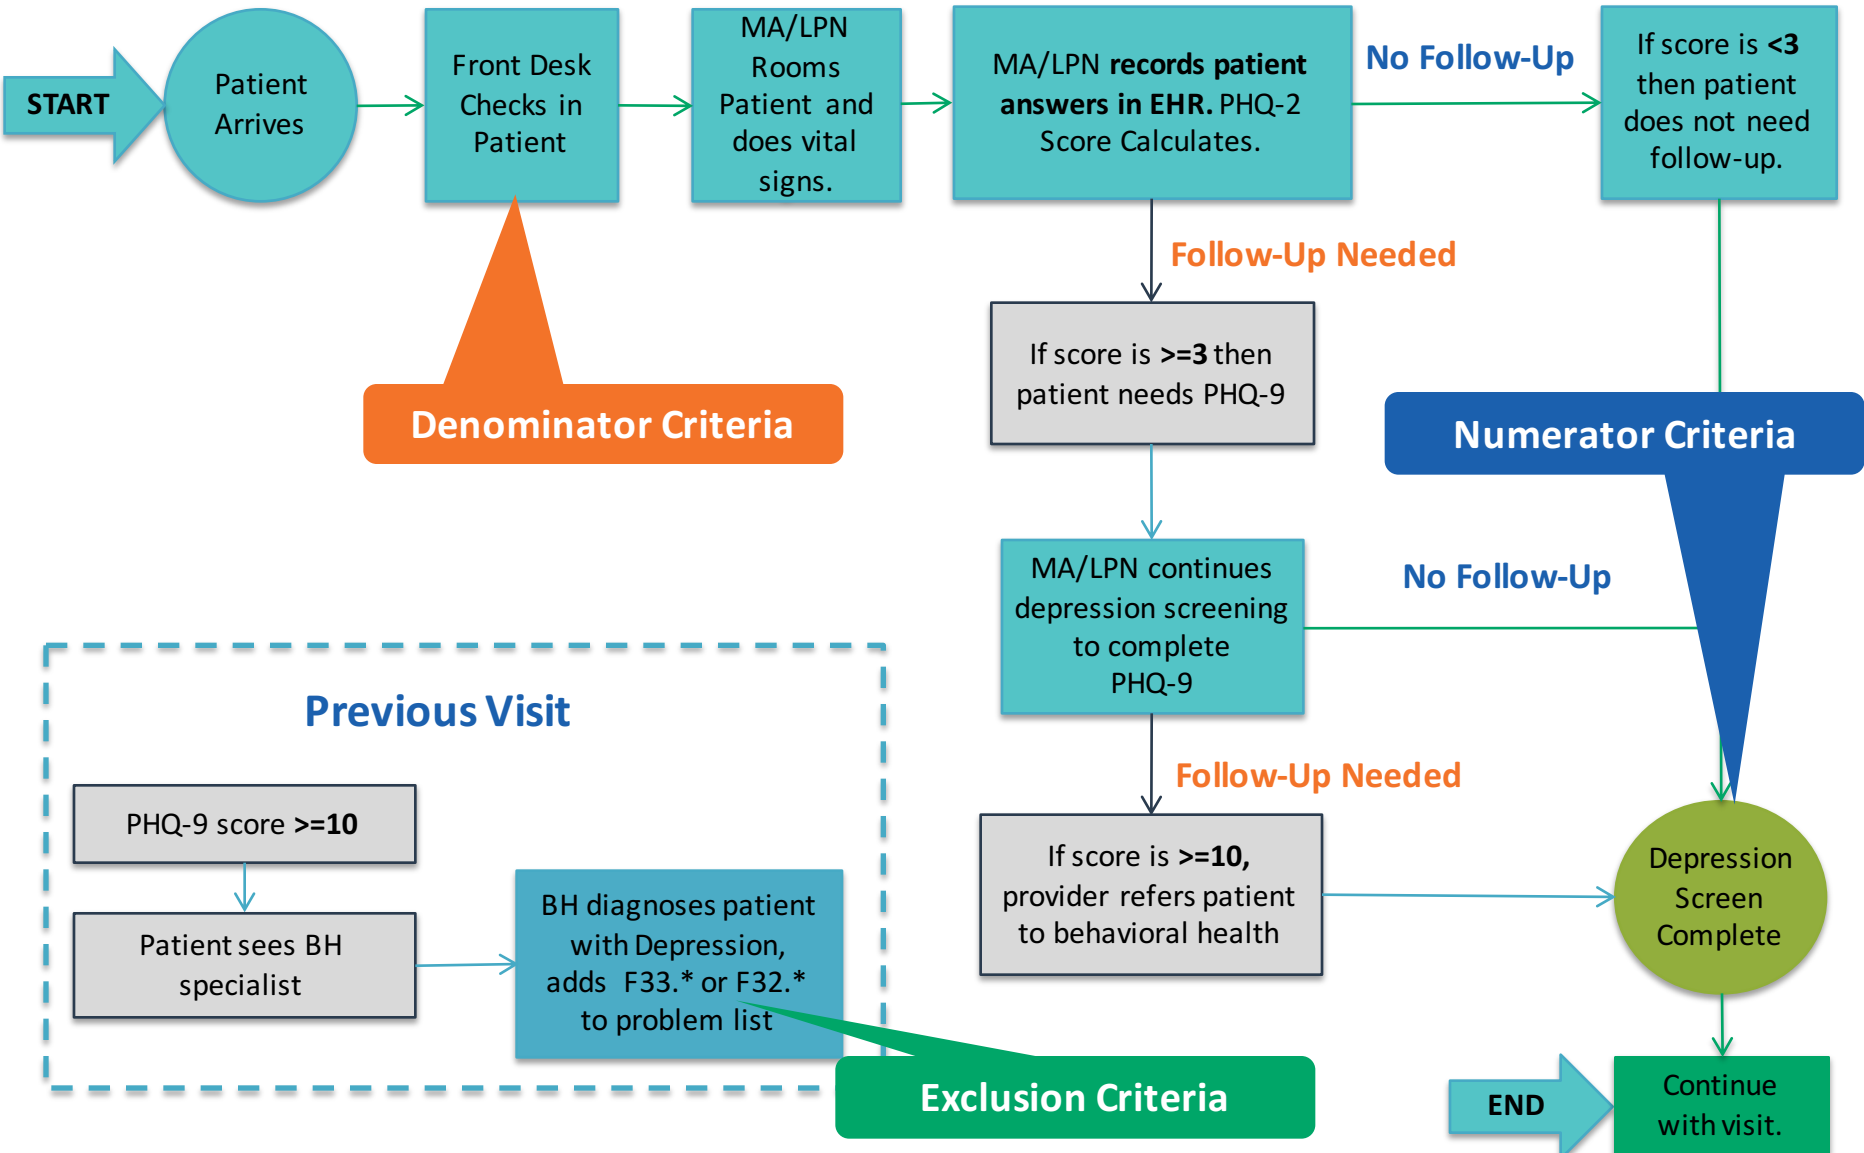 START
Patient
Arrives
Front Desk
Checks in
Patient
MA/LPN
Rooms
Patient and
does vital
signs.
MA/LPN records patient
answers in EHR. PHQ-2
Score Calculates.
No Follow-Up
If score is <3
then patient
does not need
follow-up.
Follow-Up Needed
If score is >=3 then
patient needs PHQ-9
Denominator Criteria
Numerator Criteria
MA/LPN continues
depression screening
to complete
PHQ-9
No Follow-Up
Follow-Up Needed
If score is >=10,
provider refers patient
to behavioral health
Depression
Screen
Complete
Previous Visit
PHQ-9 score >=10
Patient sees BH
specialist
BH diagnoses patient
with Depression,
adds F33.* or F32.*
to problem list
Exclusion Criteria
END
Continue
with visit.